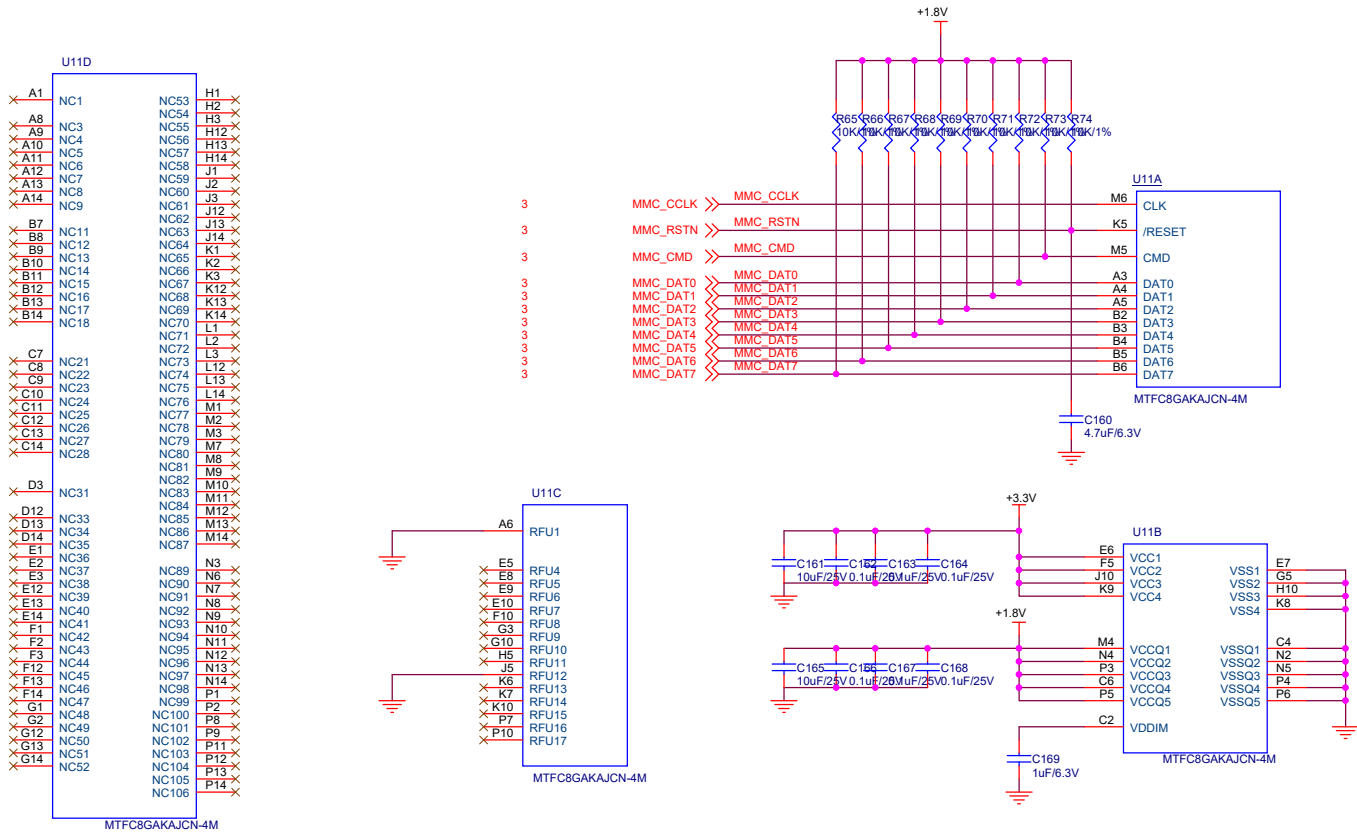 +1.8V
U11D
A1 NC1
A8 NC3
A9 NC4
A10 NC5
A11 NC6
A12 NC7
A13 NC8
A14 NC9
B7 NC11
B8 NC12
B9 NC13
B10 NC14
B11 NC15
B12 NC16
B13 NC17
B14 NC18
C7 NC21
C8 NC22
C9 NC23
C10 NC24
C11 NC25
C12 NC26
C13 NC27
C14 NC28
D3 NC31
D12 NC33
D13 NC34
D14 NC35
E1 NC36
E2 NC37
E3 NC38
E12 NC39
E13 NC40
E14 NC41
F1 NC42
F2 NC43
F3 NC44
F12 NC45
F13 NC46
F14 NC47
G1 NC48
G2 NC49
G12 NC50
G13 NC51
G14 NC52
NC53 H1
NC54 H2
NC55 H3
NC56 H12
NC57 H13
NC58 H14
NC59 J1
NC60 J2
NC61 J3
NC62 J12
NC63 J13
NC64 J14
NC65 K1
NC66 K2
NC67 K3
NC68 K12
NC69 K13
NC70 K14
NC71 L1
NC72 L2
NC73 L3
NC74 L12
NC75 L13
NC76 L14
NC77 M1
NC78 M2
NC79 M3
NC80 M7
NC81 M8
NC82 M9
NC83 M10
NC84 M11
NC85 M12
NC86 M13
NC87 M14
NC89 N3
NC90 N6
NC91 N7
NC92 N8
NC93 N9
NC94 N10
NC95 N11
NC96 N12
NC97 N13
NC98 N14
NC99 P1
NC100 P2
NC101 P8
NC102 P9
NC103 P11
NC104 P12
NC105 P13
NC106 P14
MTFC8GAKAJCN-4M
R65 R66 R67 R68 R69 R70 R71 R72 R73 R74
10K/1%
3 MMC_CCLK MMC_CCLK
3 MMC_RSTN MMC_RSTN
3 MMC_CMD MMC_CMD
3 MMC_DAT0 MMC_DAT0
3 MMC_DAT1 MMC_DAT1
3 MMC_DAT2 MMC_DAT2
3 MMC_DAT3 MMC_DAT3
3 MMC_DAT4 MMC_DAT4
3 MMC_DAT5 MMC_DAT5
3 MMC_DAT6 MMC_DAT6
3 MMC_DAT7 MMC_DAT7
U11A
M6 CLK
K5 /RESET
M5 CMD
A3 DAT0
A4 DAT1
A5 DAT2
B2 DAT3
B3 DAT4
B4 DAT5
B5 DAT6
B6 DAT7
MTFC8GAKAJCN-4M
C160
4.7uF/6.3V
U11C
A6 RFU1
E5 RFU4
E8 RFU5
E9 RFU6
E10 RFU7
F10 RFU8
G3 RFU9
G10 RFU10
H5 RFU11
J5 RFU12
K6 RFU13
K7 RFU14
K10 RFU15
P7 RFU16
P10 RFU17
MTFC8GAKAJCN-4M
+3.3V
C161 C162 C163 C164
10uF/25V 0.1uF/25V 0.1uF/25V 0.1uF/25V
+1.8V
C165 C166 C167 C168
10uF/25V 0.1uF/25V 0.1uF/25V 0.1uF/25V
C169
1uF/6.3V
U11B
E6 VCC1
F5 VCC2
J10 VCC3
K9 VCC4
M4 VCCQ1
N4 VCCQ2
P3 VCCQ3
C6 VCCQ4
P5 VCCQ5
C2 VDDIM
VSS1 E7
VSS2 G5
VSS3 H10
VSS4 K8
VSSQ1 C4
VSSQ2 N2
VSSQ3 N5
VSSQ4 P4
VSSQ5 P6
MTFC8GAKAJCN-4M